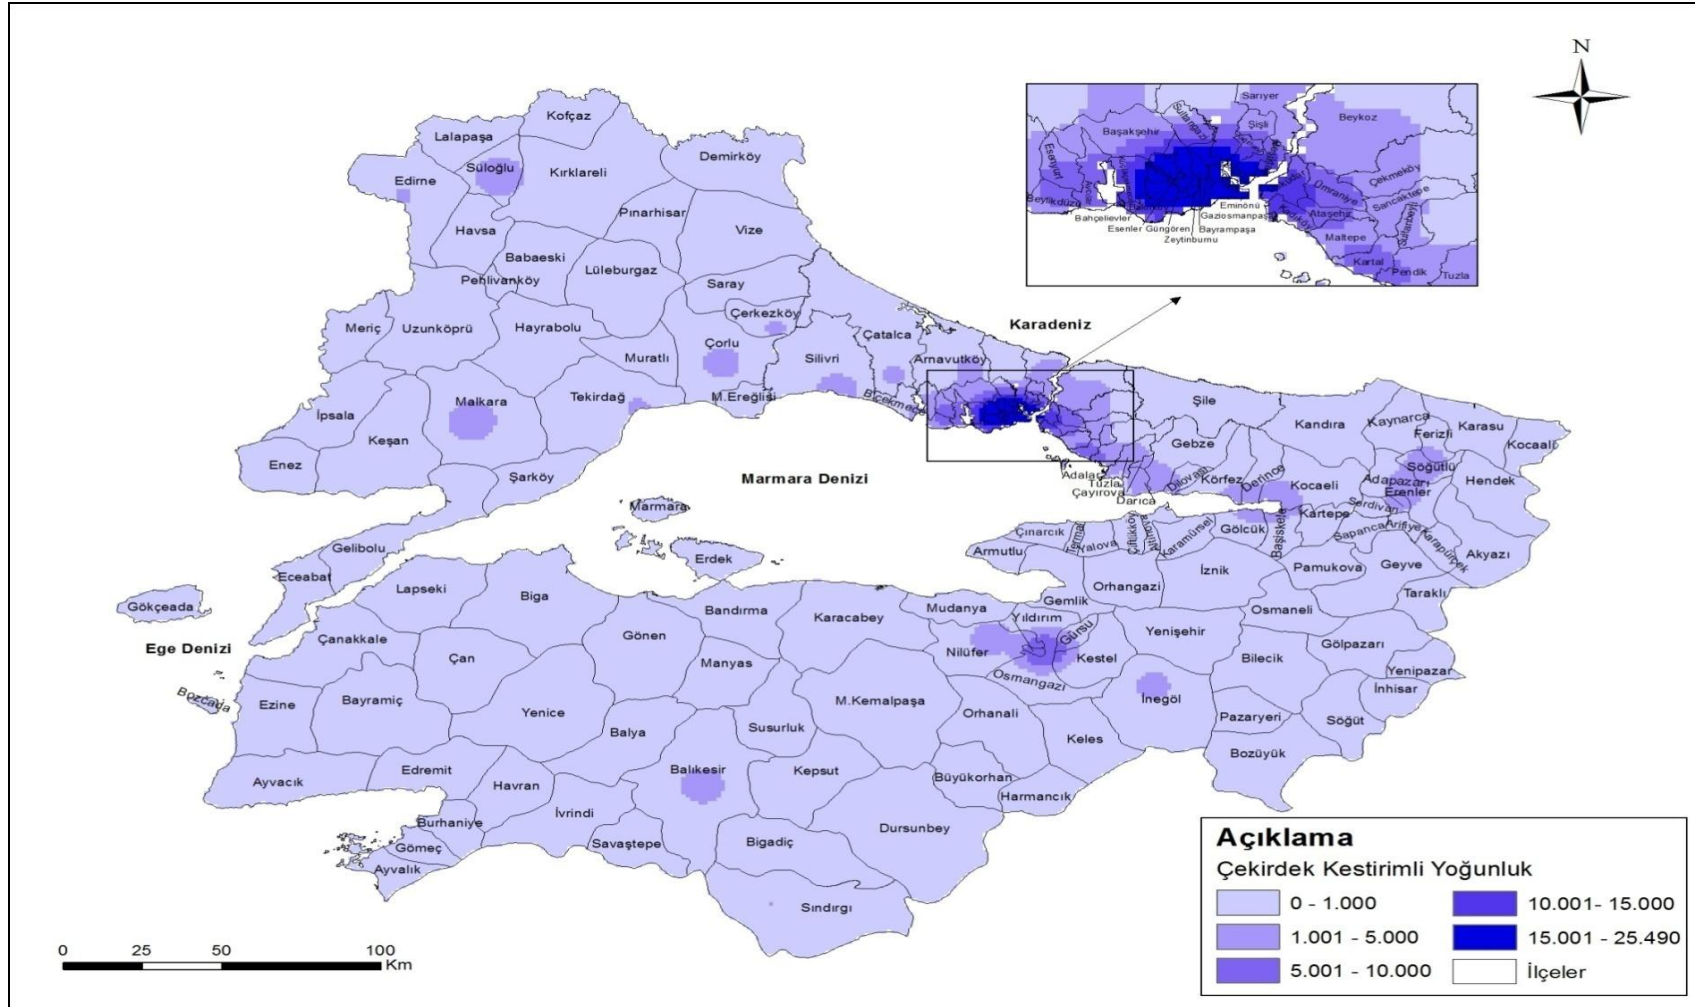 N
Kofçaz
Lalapaşa
Demirköy
Süloğlu
Kırklareli
Edirne
Pınarhisar
Havsa
Vize
Babaeski
Lüleburgaz
Pehlivanköy
Saray
Çerkezköy
Meriç
Uzunköprü
Hayrabolu
Çorlu
Muratlı
Silivri
Çatalca
Arnavutköy
Karadeniz
Malkara
Tekirdağ
M.Ereğlisi
B.çekmece
İpsala
Keşan
Enez
Şarköy
Marmara Denizi
Sarıyer
Beykoz
Başakşehir
Sultangazi
Şişli
Esenyurt
Çekmeköy
Ümraniye
Sancaktepe
Beylikdüzü
Ataşehir
Sultanbeyli
Kadıköy
Eminönü
Bahçelievler
Gaziosmanpaşa
Esenler
Güngören
Bayrampaşa
Zeytinburnu
Maltepe
Kartal
Pendik
Tuzla
Şile
Kandıra
Kaynarca
Karasu
Ferizli
Kocaali
Gebze
Söğütlü
Adalar
Tuzla
Dilovası
Körfez
Derince
Kocaeli
Adapazarı
Hendek
Çayırova
Erenler
Darıca
Serdivan
Kartepe
Marmara
Çınarcık
Termal
Yalova
Çiftlikköy
Altınova
Karamürsel
Gölcük
Başiskele
Sapanca
Arifiye
Karapürçek
Akyazı
Armutlu
Gelibolu
Erdek
Eceabat
Lapseki
Biga
Orhangazi
İznik
Pamukova
Geyve
Taraklı
Gökçeada
Bandırma
Karacabey
Mudanya
Gemlik
Osmaneli
Yıldırım
Gürsu
Yenişehir
Gölpazarı
Ege Denizi
Çanakkale
Gönen
Çan
Manyas
Nilüfer
Kestel
Bilecik
Yenipazar
Osmangazi
İnhisar
Bozcada
Ezine
Bayramiç
Yenice
M.Kemalpaşa
İnegöl
Orhanali
Pazaryeri
Söğüt
Balya
Susurluk
Keles
Bozüyük
Ayvacık
Edremit
Havran
Balıkesir
Kepsut
Büyükorhan
Harmancık
İvrindi
Burhaniye
Gömeç
Savaştepe
Bigadiç
Dursunbey
Ayvalık
Sındırgı
Açıklama
Çekirdek Kestirimli Yoğunluk
0 - 1.000
10.001- 15.000
1.001 - 5.000
15.001 - 25.490
5.001 - 10.000
İlçeler
0 25 50 100
Km